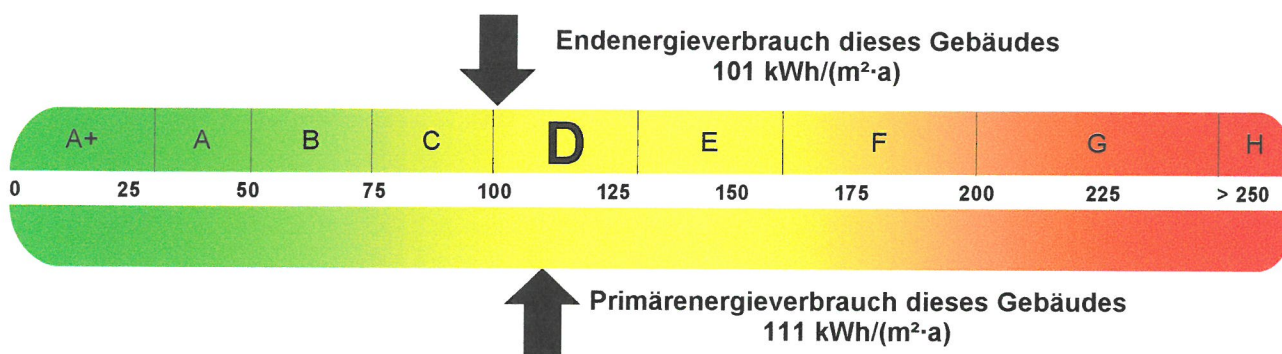 Endenergieverbrauch dieses Gebäudes
101 kWh/(m²·a)
A+ A B C D E F G H
0 25 50 75 100 125 150 175 200 225 > 250
Primärenergieverbrauch dieses Gebäudes
111 kWh/(m²·a)